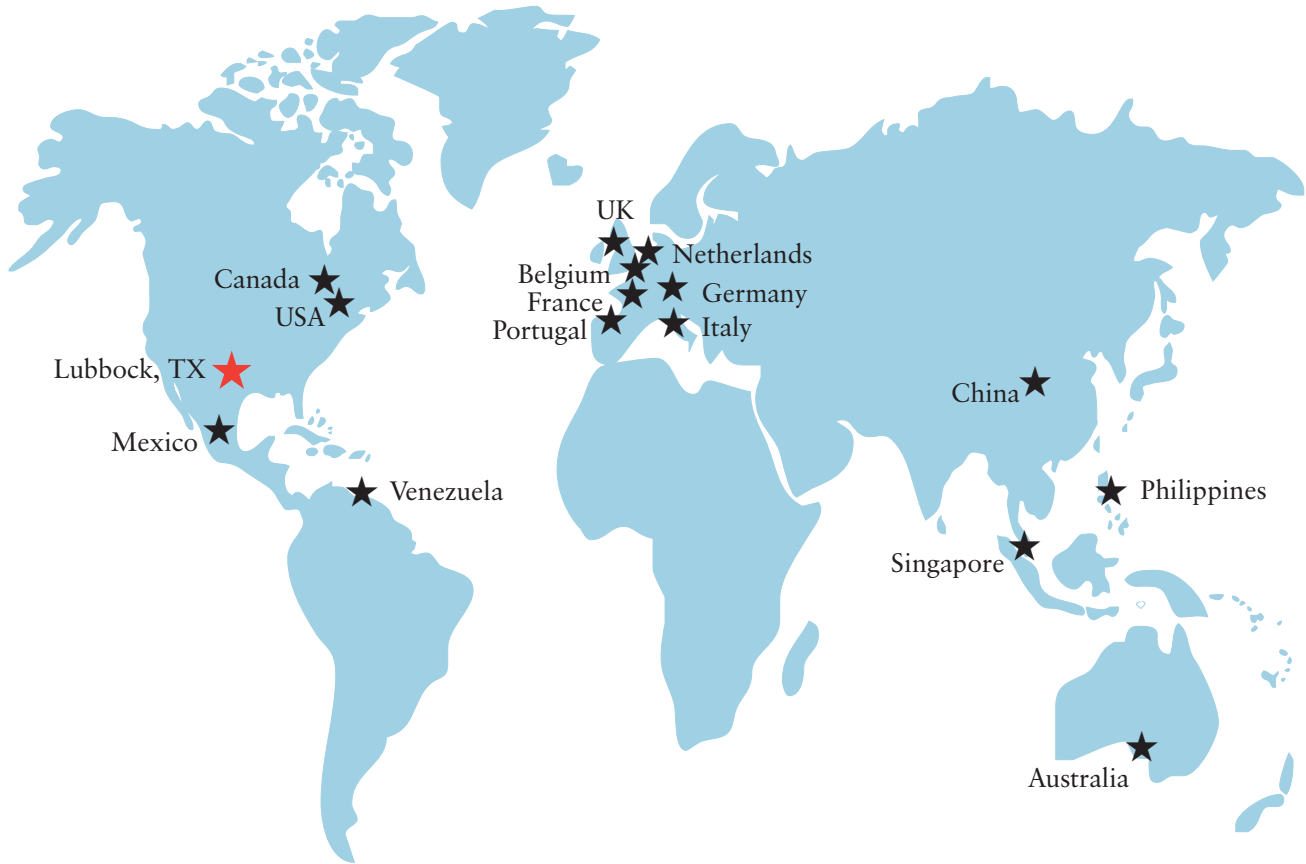 UK
Netherlands
Canada
Belgium
Germany
France
USA
Portugal
Italy
Lubbock, TX
China
Mexico
Venezuela
Philippines
Singapore
Australia